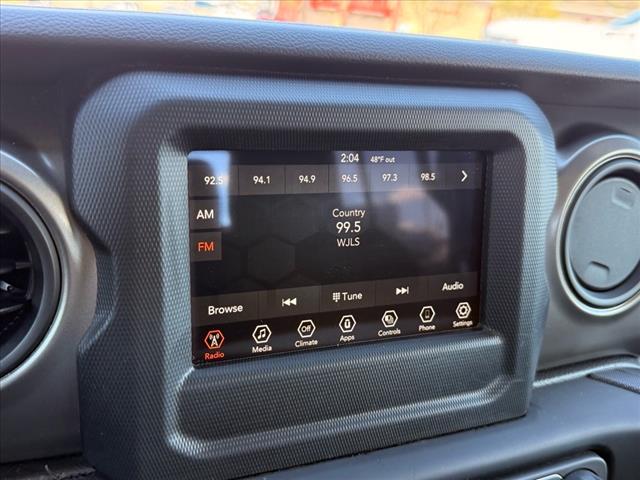 2:04 48°F out
92.5 94.1 94.9 96.5 97.3 98.5
AM
FM
Country
99.5
WJLS
Browse Tune Audio
Radio Media Climate Apps Controls Phone Settings
Off